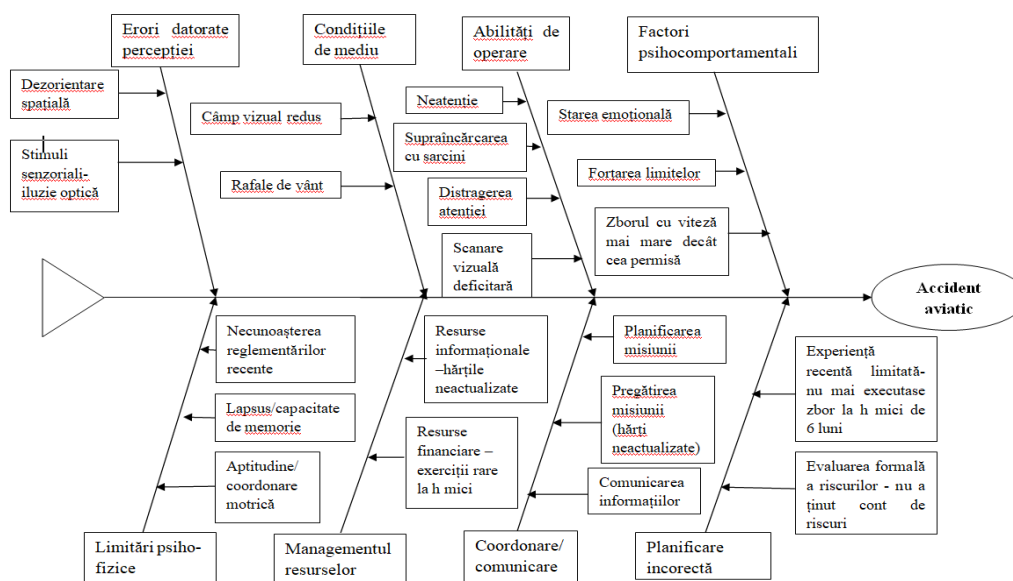 Erori datorate
percepției
Condițiile
de mediu
Abilități de
operare
Factori
psihocomportamentali
Dezorientare
spațială
Stimuli
senzoriali-
iluzie optică
Câmp vizual redus
Rafale de vânt
Neatenție
Supraîncărcarea
cu sarcini
Distragerea
atenției
Scanare
vizuală
deficitară
Starea emoțională
Forțarea limitelor
Zborul cu viteză
mai mare decât
cea permisă
Accident
aviatic
Necunoașterea
reglementărilor
recente
Lapsus/capacitate
de memorie
Aptitudine/
coordonare
motrică
Resurse
informaționale
–hărțile
neactualizate
Resurse
financiare –
exerciții rare
la h mici
Planificarea
misiunii
Pregătirea
misiunii
(hărți
neactualizate)
Comunicarea
informațiilor
Experiență
recentă limitată-
nu mai executase
zbor la h mici de
6 luni
Evaluarea formală
a riscurilor - nu a
ținut cont de
riscuri
Limitări psiho-
fizice
Managementul
resurselor
Coordonare/
comunicare
Planificare
incorectă